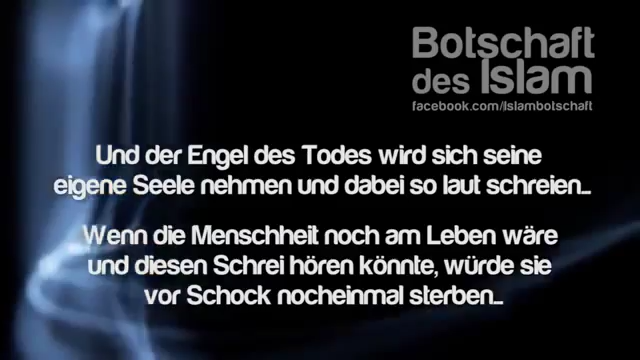 Botschaft
des Islam
facebook.com/Islambotschaft
Und der Engel des Todes wird sich seine
eigene Seele nehmen und dabei so laut schreien...
Wenn die Menschheit noch am Leben wäre
und diesen Schrei hören könnte, würde sie
vor Schock nocheinmal sterben...